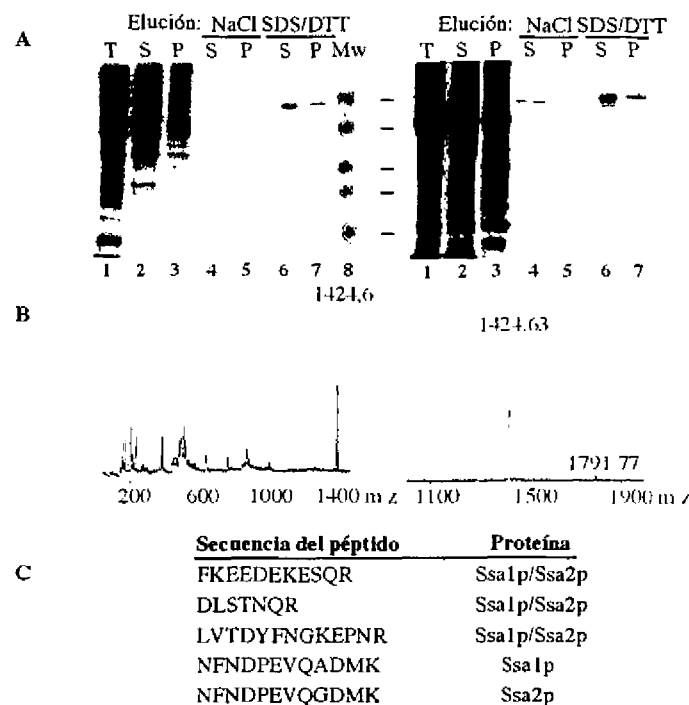 Elución: NaCl SDS/DTT Elución: NaCl SDS/DTT
A T S P S P S P Mw T S P S P S P
1 2 3 4 5 6 7 8 1 2 3 4 5 6 7
1424,6
B
1424.63
1791 77
200 600 1000 1400 m z 1100 1500 1900 m z
Secuencia del péptido Proteína
C FKEEDEKESQR Ssa1p/Ssa2p
DLSTNQR Ssa1p/Ssa2p
LVTDYFNGKEPNR Ssa1p/Ssa2p
NFNDPEVQADMK Ssa1p
NFNDPEVQGDMK Ssa2p